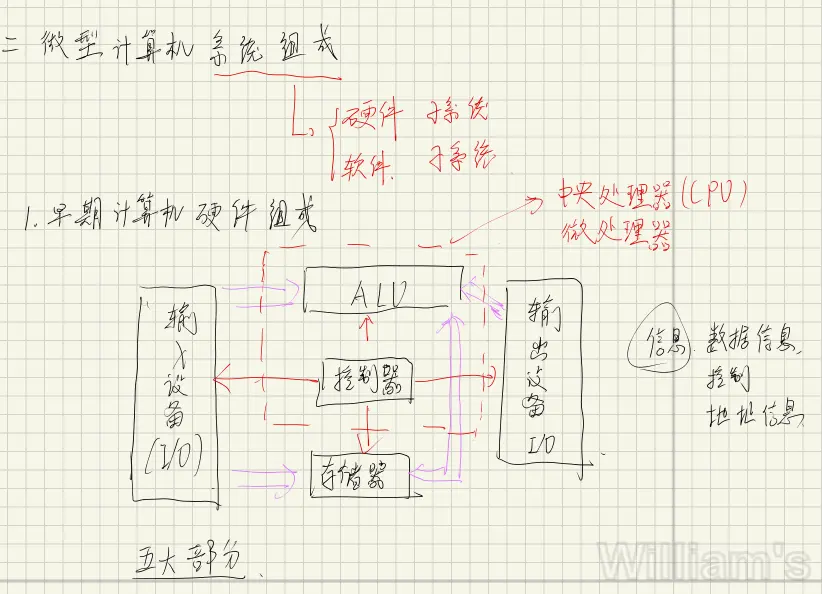 二 微型计算机系统组成
硬件 子系统
软件. 子系统
中央处理器(CPU)
微处理器
1. 早期计算机硬件组成
输入设备(I/O)
ALU
控制器
存储器
输出设备I/O
信息. 数据信息,
控制
地址信息,
五大部分.
William's